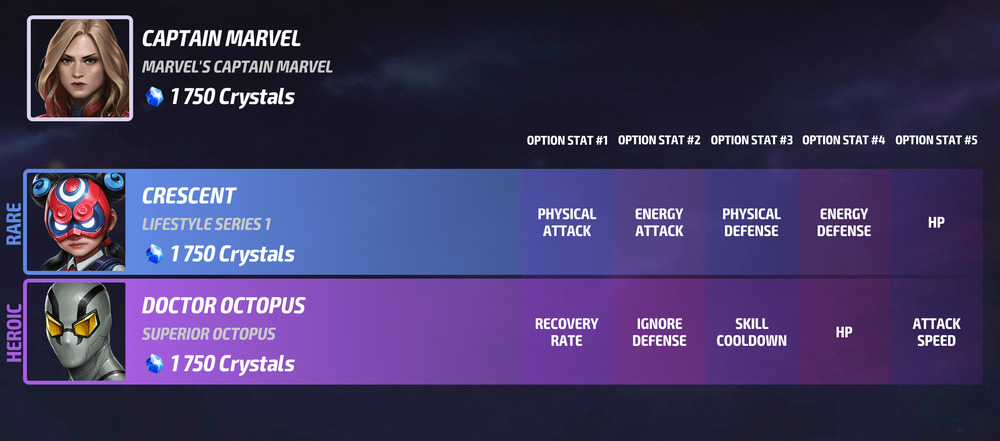 CAPTAIN MARVEL
MARVEL'S CAPTAIN MARVEL
1 750 Crystals
OPTION STAT #1 OPTION STAT #2 OPTION STAT #3 OPTION STAT #4 OPTION STAT #5
RARE
CRESCENT
LIFESTYLE SERIES 1
1 750 Crystals
PHYSICAL ATTACK
ENERGY ATTACK
PHYSICAL DEFENSE
ENERGY DEFENSE
HP
HEROIC
DOCTOR OCTOPUS
SUPERIOR OCTOPUS
1 750 Crystals
RECOVERY RATE
IGNORE DEFENSE
SKILL COOLDOWN
HP
ATTACK SPEED